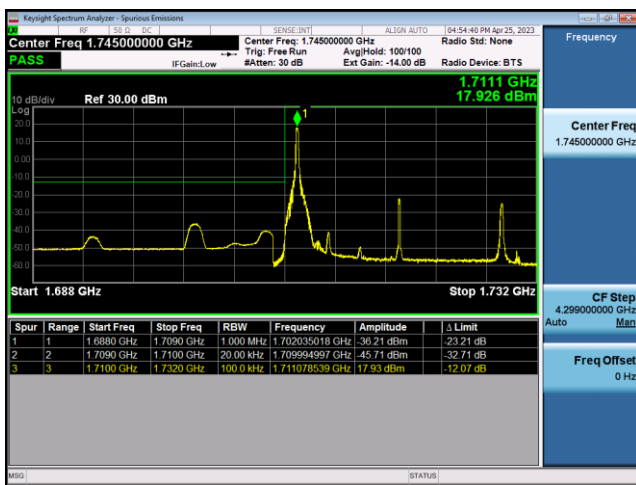 Keysight Spectrum Analyzer - Spurious Emissions
RF 50 Ω DC SENSE:INT ALIGN AUTO 04:54:40 PM Apr 25, 2023
Center Freq 1.745000000 GHz
Center Freq: 1.745000000 GHz
Radio Std: None
Trig: Free Run Avg|Hold: 100/100
PASS IFGain:Low #Atten: 30 dB Ext Gain: -14.00 dB Radio Device: BTS
1.7111 GHz
17.926 dBm
10 dB/div Ref 30.00 dBm
Log
20.0
10.0
0.00
-10.0
-20.0
-30.0
-40.0
-50.0
-60.0
1
Start 1.688 GHz Stop 1.732 GHz
Spur Range Start Freq Stop Freq RBW Frequency Amplitude Δ Limit
1 1 1.6880 GHz 1.7090 GHz 1.000 MHz 1.702035018 GHz -36.21 dBm -23.21 dB
2 2 1.7090 GHz 1.7100 GHz 20.00 kHz 1.709994997 GHz -45.71 dBm -32.71 dB
3 3 1.7100 GHz 1.7320 GHz 100.0 kHz 1.711078539 GHz 17.93 dBm -12.07 dB
MSG STATUS
Frequency
Center Freq
1.745000000 GHz
CF Step
4.299000000 GHz
Auto Man
Freq Offset
0 Hz